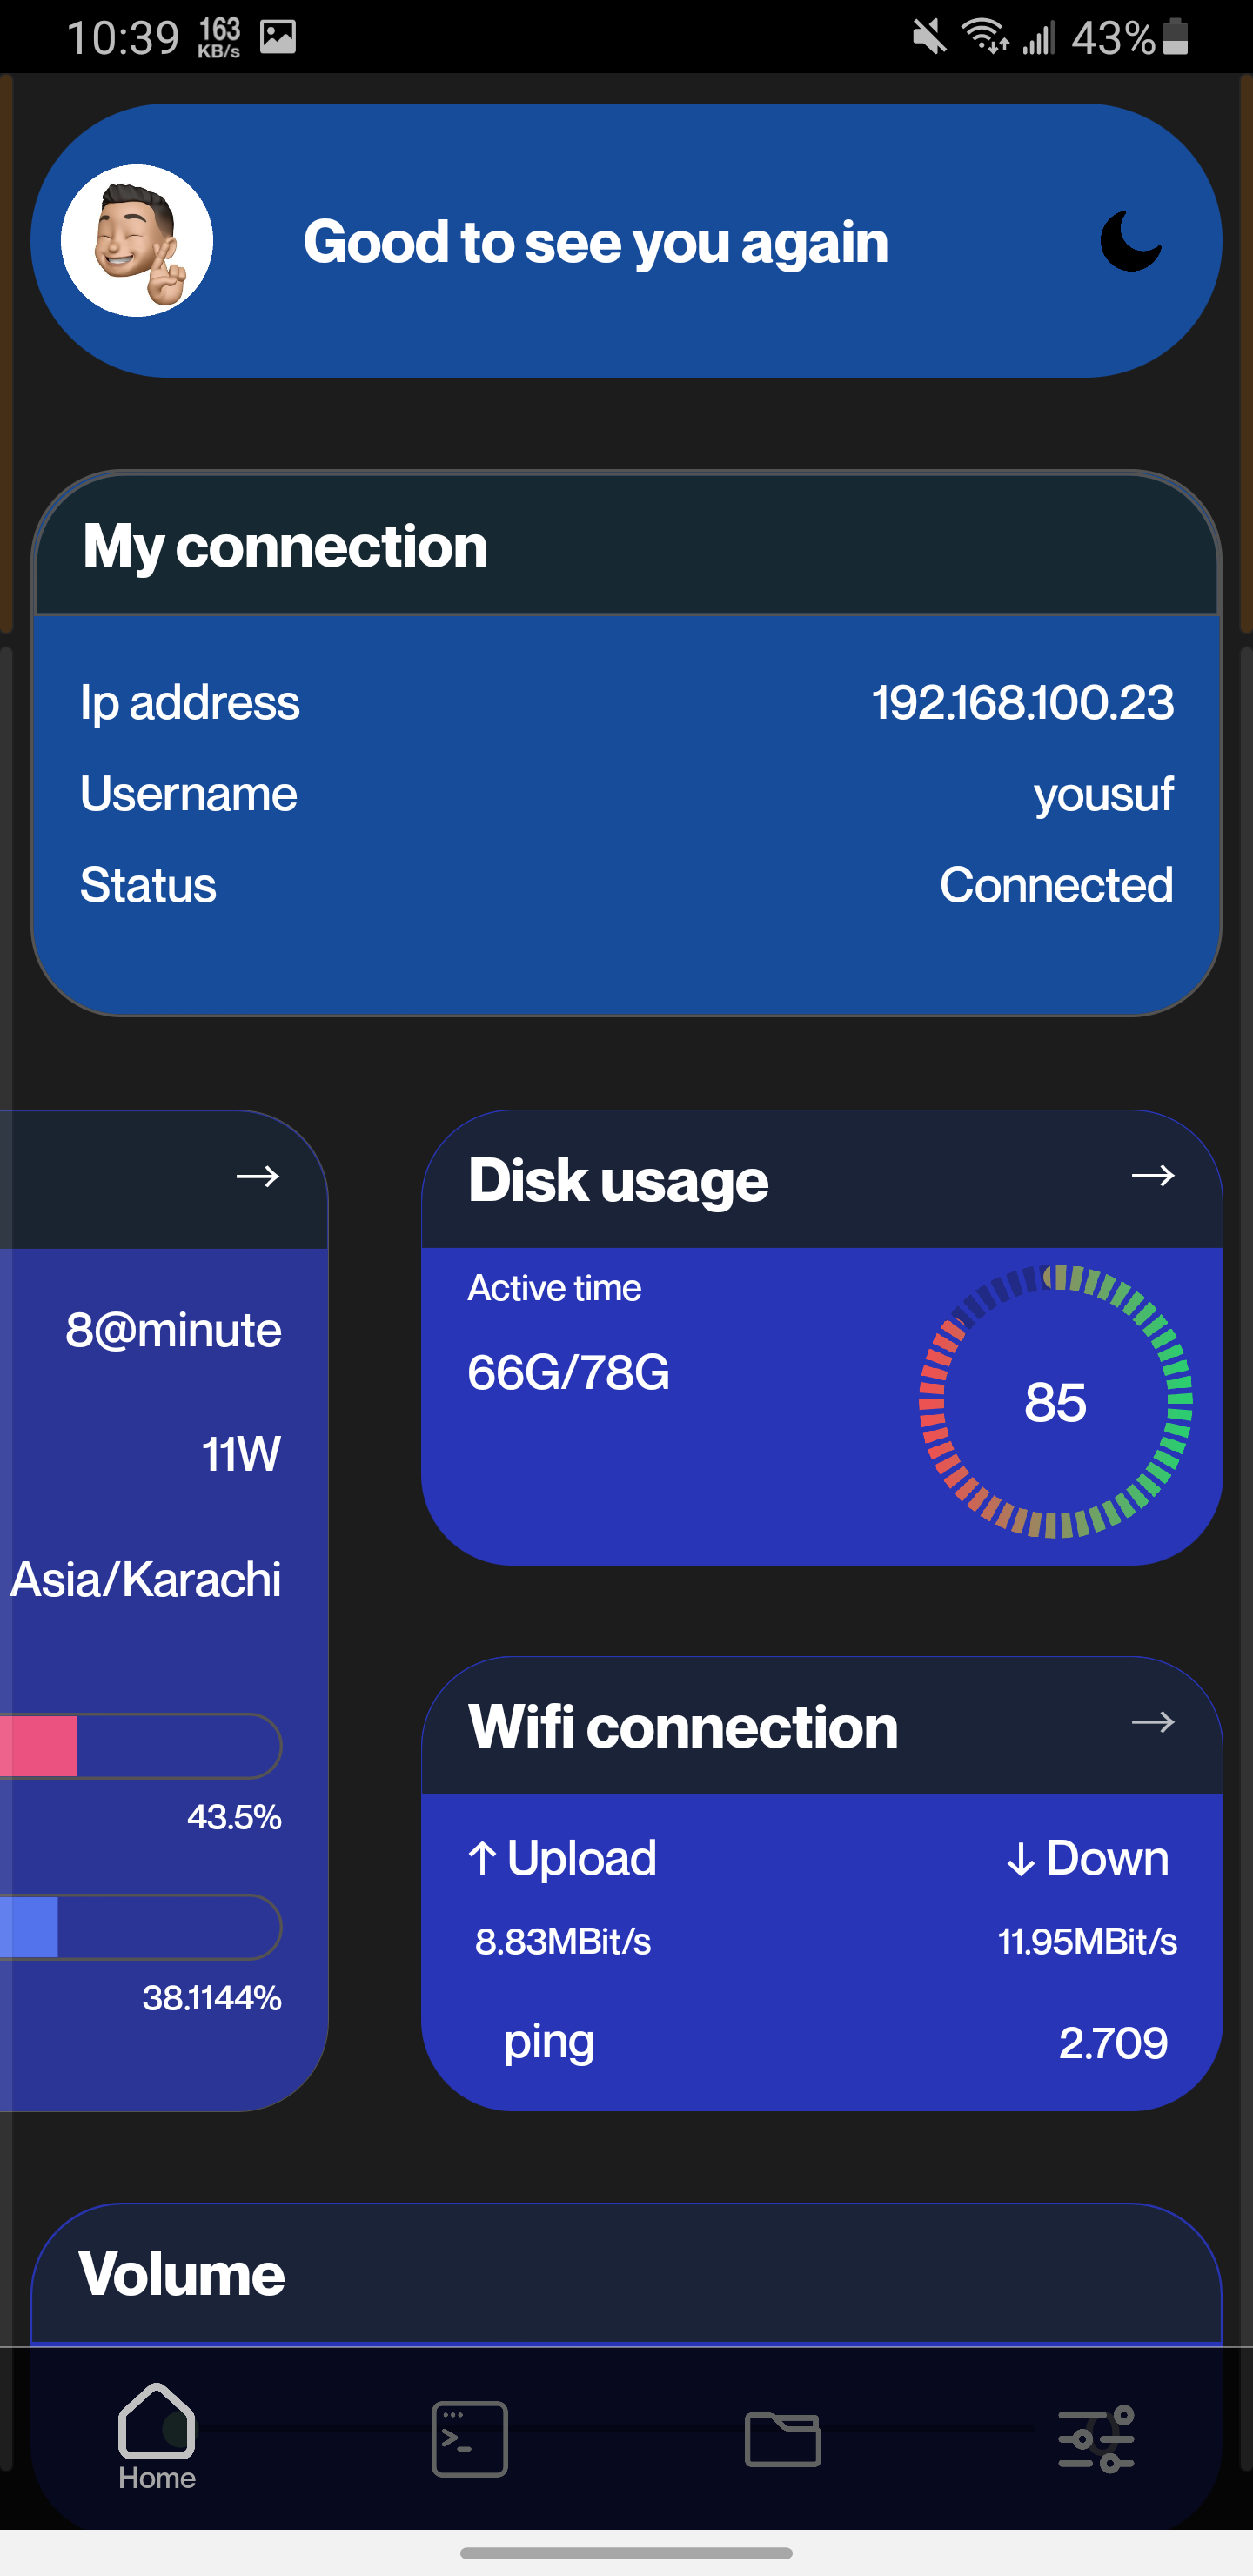 10:39 163 KB/s 43%
Good to see you again
My connection
Ip address 192.168.100.23
Username yousuf
Status Connected
→
8@minute
11W
Asia/Karachi
43.5%
38.1144%
Disk usage →
Active time
66G/78G
85
Wifi connection →
↑ Upload ↓ Down
8.83MBit/s 11.95MBit/s
ping 2.709
Volume
Home